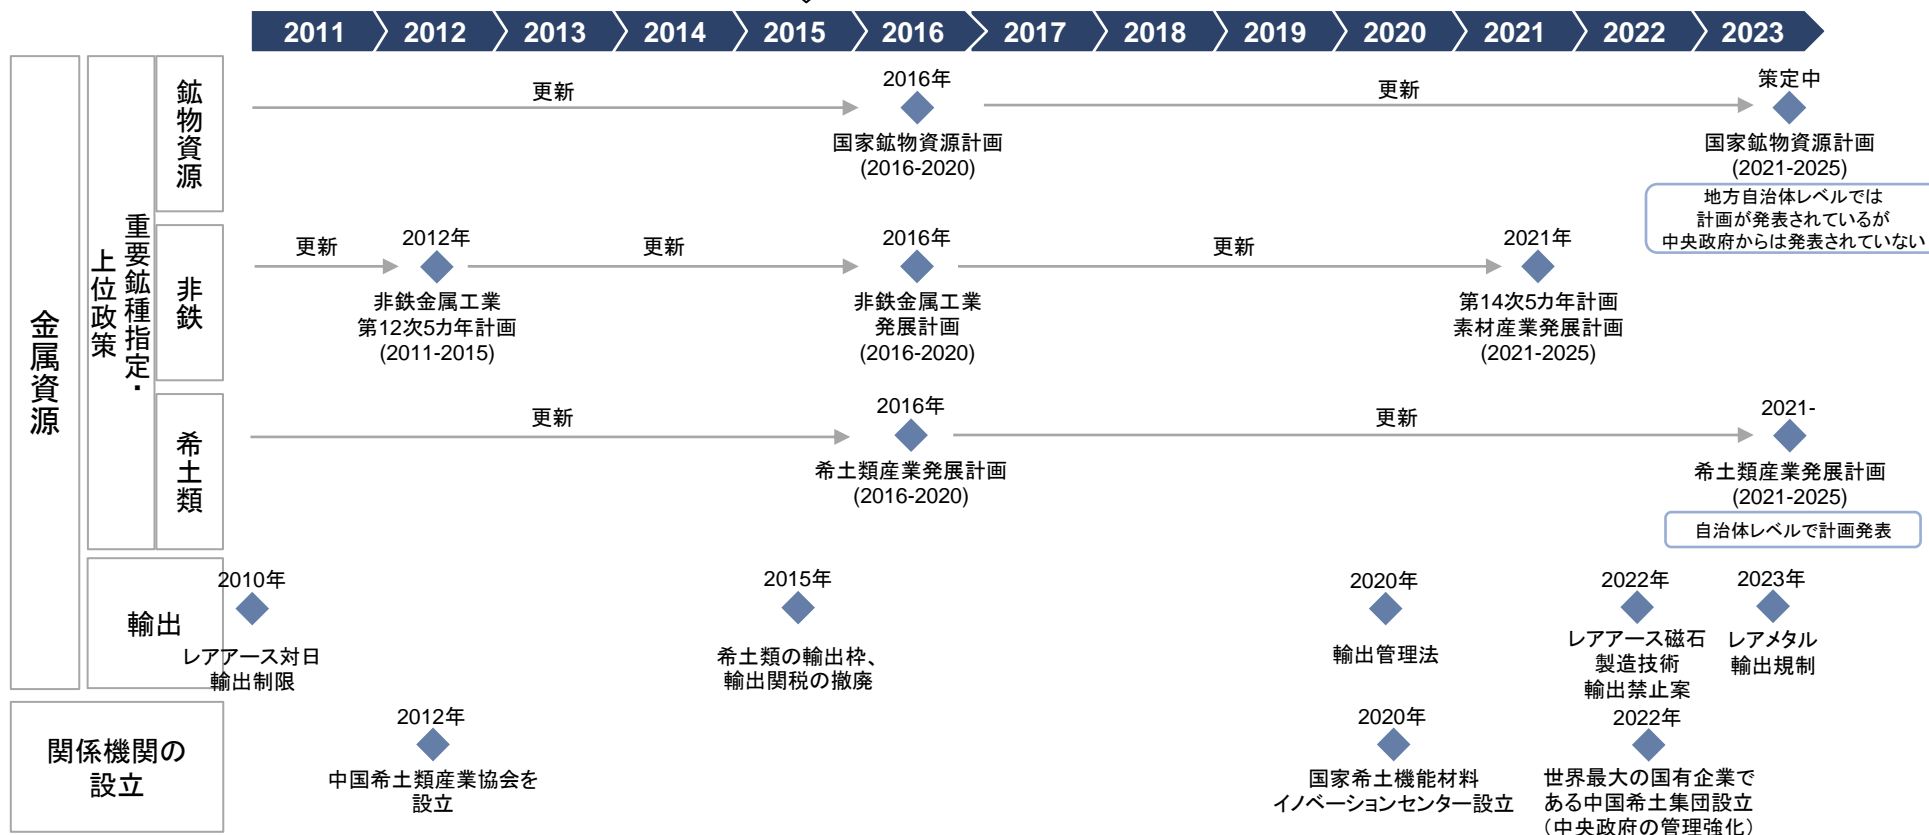 2011
2012
2013
2014
2015
2016
2017
2018
2019
2020
2021
2022
2023
金属資源
重要鉱種指定・
上位政策
鉱物資源
更新
2016年
国家鉱物資源計画
(2016-2020)
更新
策定中
国家鉱物資源計画
(2021-2025)
地方自治体レベルでは
計画が発表されているが
中央政府からは発表されていない
非鉄
更新
2012年
非鉄金属工業
第12次5カ年計画
(2011-2015)
更新
2016年
非鉄金属工業
発展計画
(2016-2020)
更新
2021年
第14次5カ年計画
素材産業発展計画
(2021-2025)
希土類
更新
2016年
希土類産業発展計画
(2016-2020)
更新
2021-
希土類産業発展計画
(2021-2025)
自治体レベルで計画発表
輸出
2010年
レアアース対日
輸出制限
2015年
希土類の輸出枠、
輸出関税の撤廃
2020年
輸出管理法
2022年
レアアース磁石
製造技術
輸出禁止案
2023年
レアメタル
輸出規制
関係機関の
設立
2012年
中国希土類産業協会を
設立
2020年
国家希土機能材料
イノベーションセンター設立
2022年
世界最大の国有企業で
ある中国希土集団設立
（中央政府の管理強化）